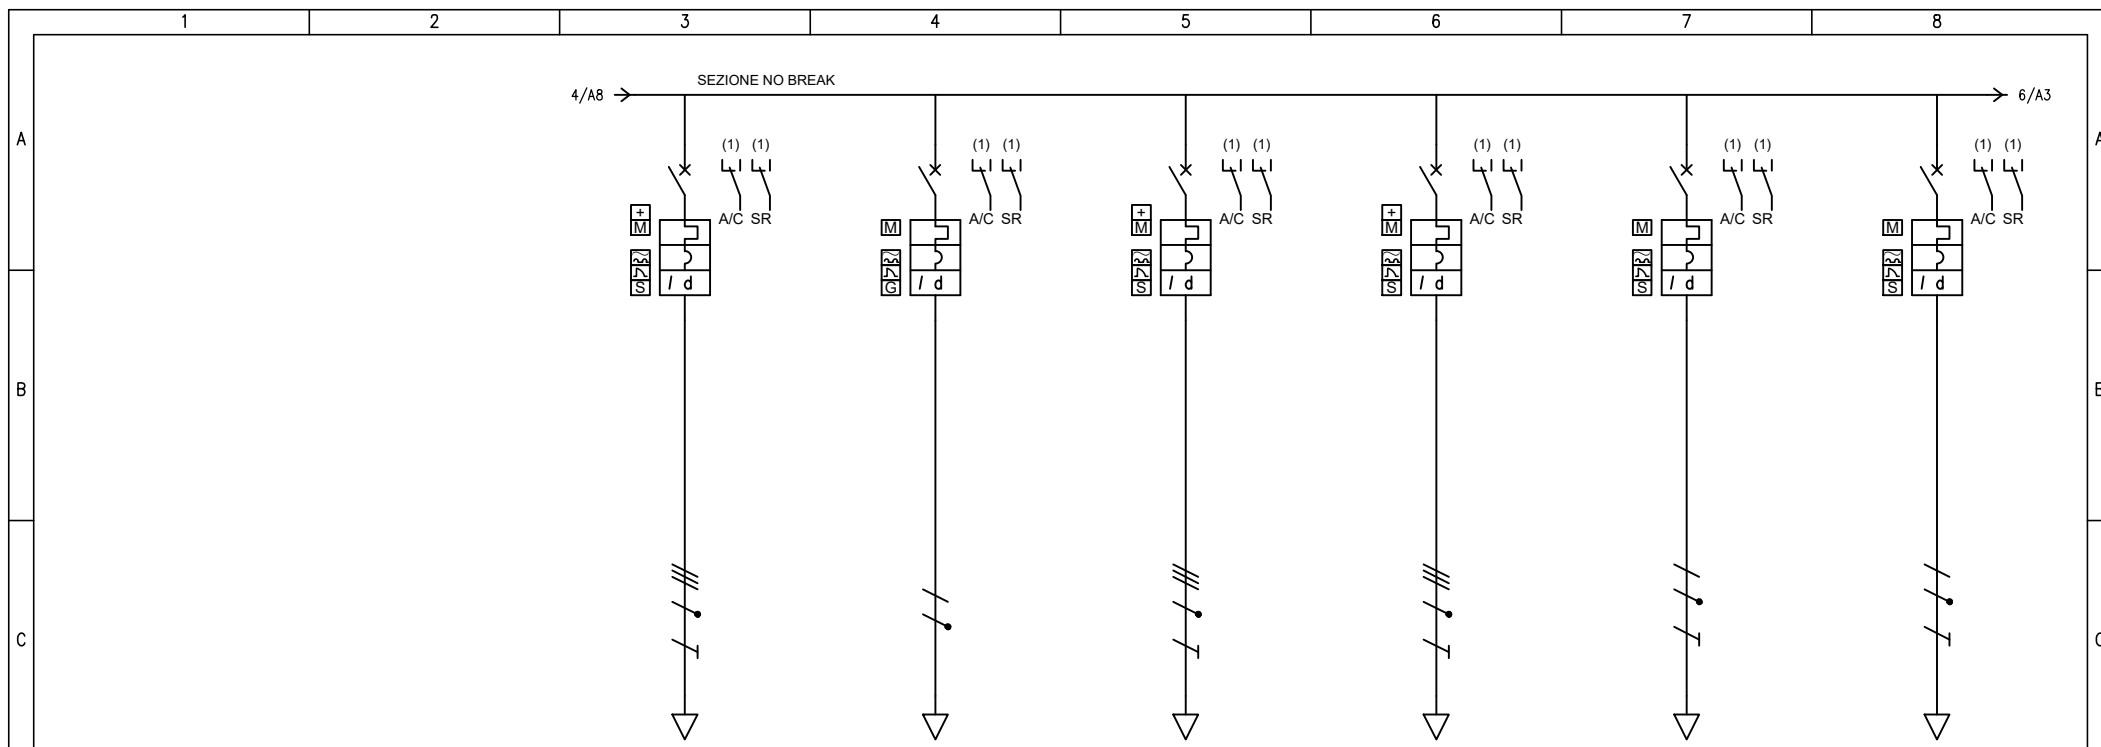 1 2 3 4 5 6 7 8
SEZIONE NO BREAK
4/A8 6/A3
A A
(1) (1) (1) (1) (1) (1) (1) (1) (1) (1) (1) (1)
+ + +
A/C SR A/C SR A/C SR A/C SR A/C SR A/C SR
M M M M M M
I d I d I d I d I d I d
S G S S S S
B
C